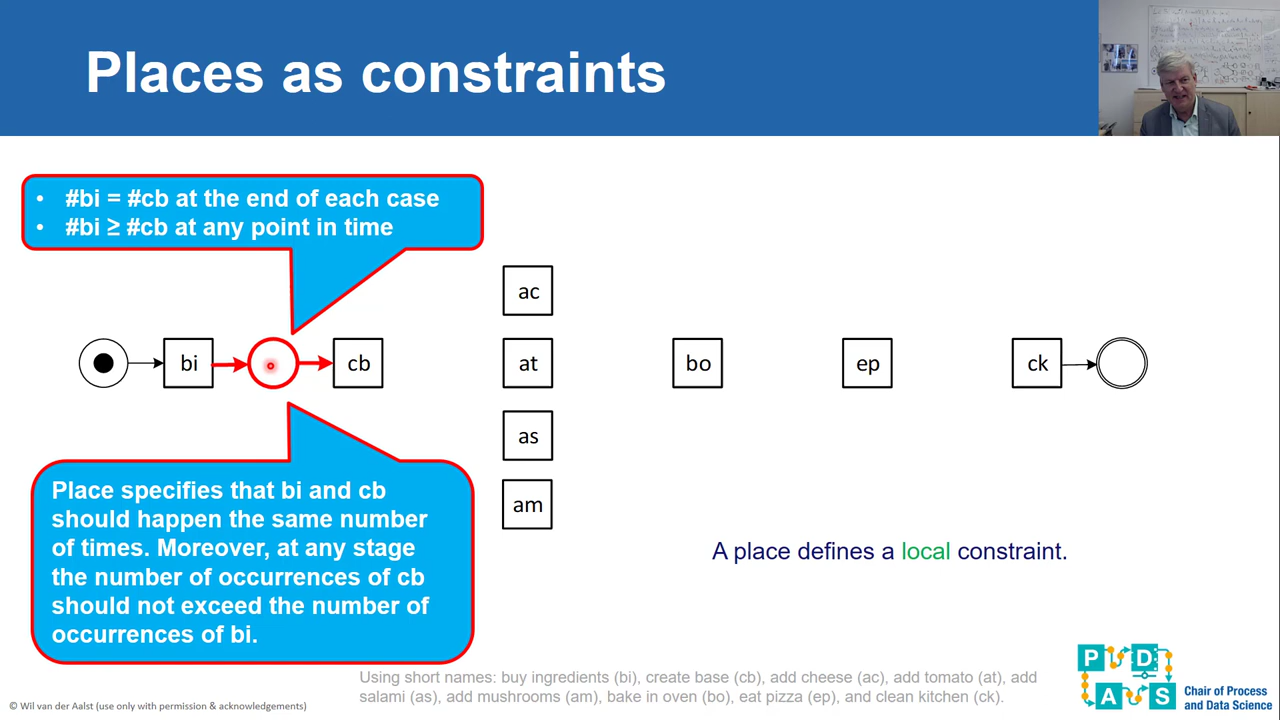 Places as constraints
• #bi = #cb at the end of each case
• #bi ≥ #cb at any point in time
ac
bi
cb
at
bo
ep
ck
as
am
Place specifies that bi and cb
should happen the same number
of times. Moreover, at any stage
the number of occurrences of cb
should not exceed the number of
occurrences of bi.
A place defines a local constraint.
Using short names: buy ingredients (bi), create base (cb), add cheese (ac), add tomato (at), add
salami (as), add mushrooms (am), bake in oven (bo), eat pizza (ep), and clean kitchen (ck).
P D
A S
Chair of Process
and Data Science
© Wil van der Aalst (use only with permission & acknowledgements)